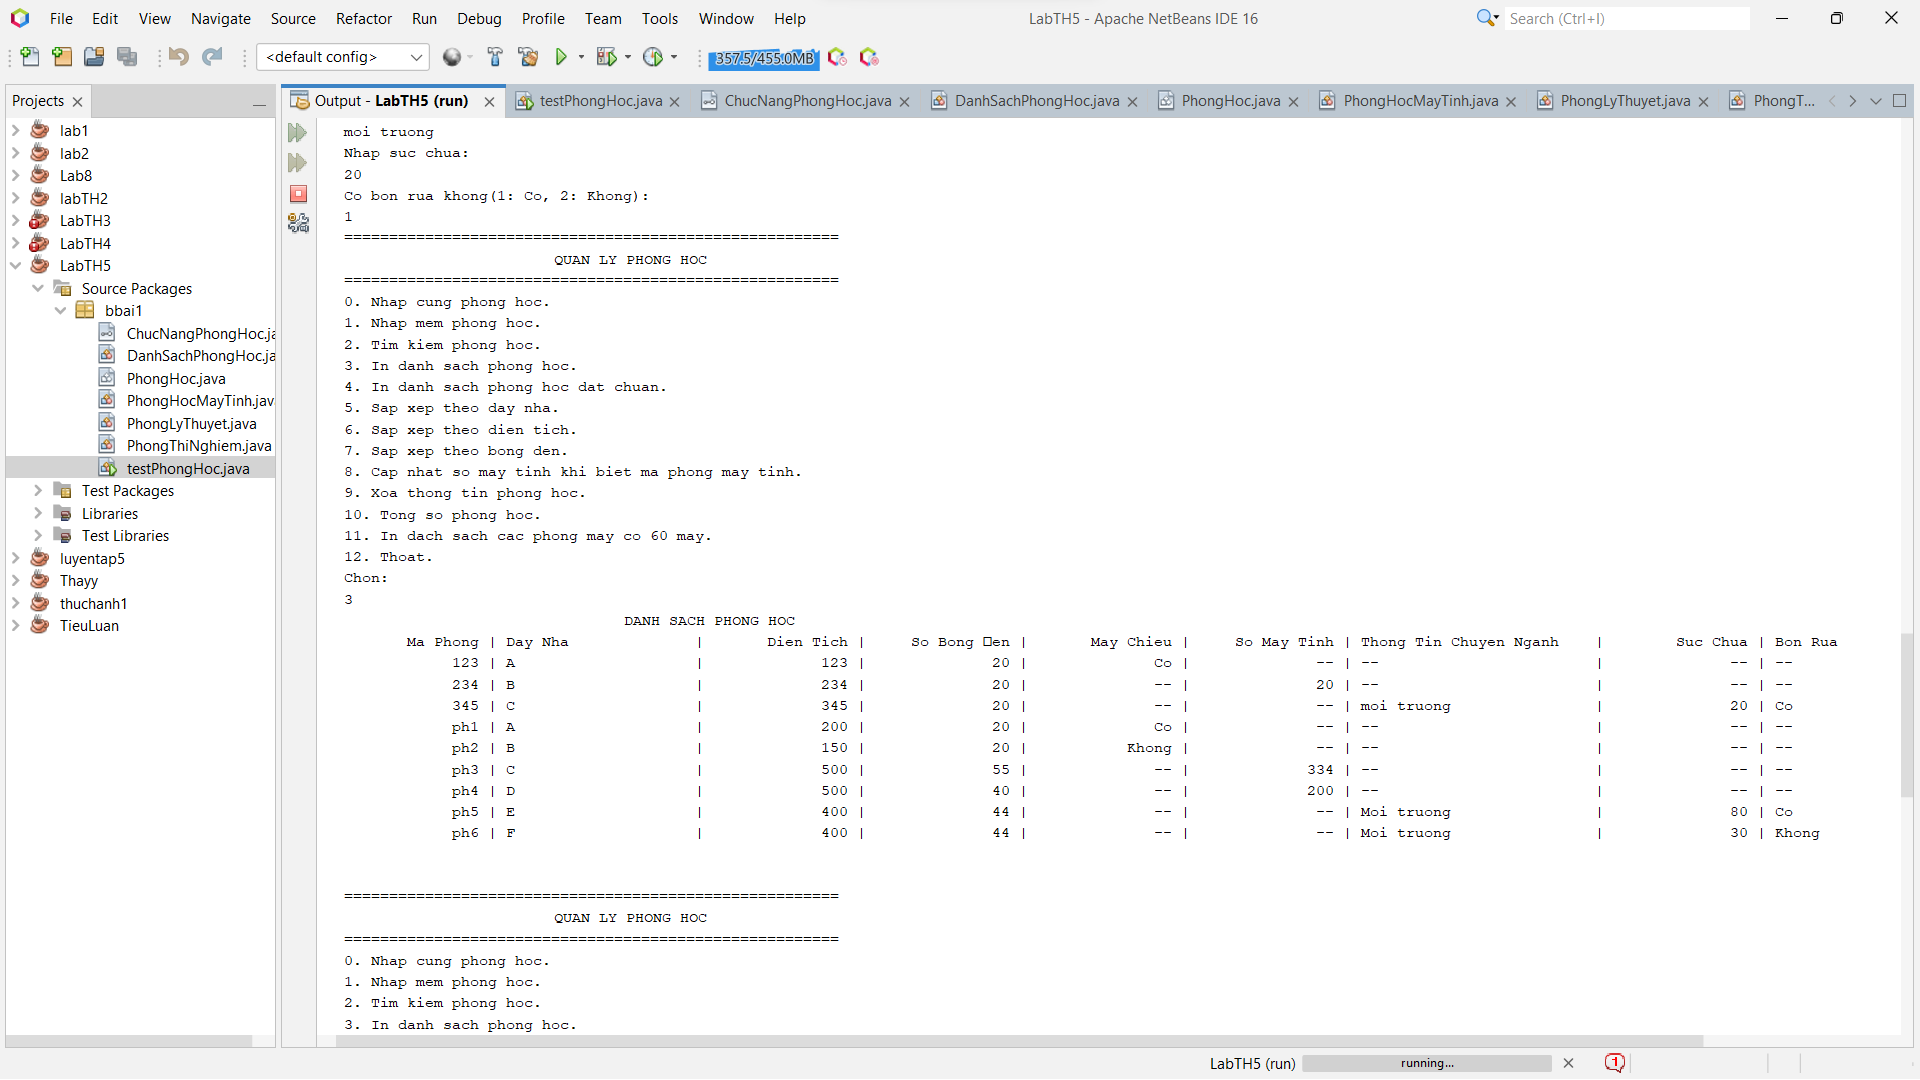 File Edit View Navigate Source Refactor Run Debug Profile Team Tools Window Help LabTH5 - Apache NetBeans IDE 16 Search (Ctrl+I)
<default config> 357.5/455.0MB
Projects
Output - LabTH5 (run) testPhongHoc.java ChucNangPhongHoc.java DanhSachPhongHoc.java PhongHoc.java PhongHocMayTinh.java PhongLyThuyet.java PhongT...
lab1
lab2
Lab8
labTH2
LabTH3
LabTH4
LabTH5
Source Packages
bbai1
ChucNangPhongHoc.ja
DanhSachPhongHoc.ja
PhongHoc.java
PhongHocMayTinh.jav
PhongLyThuyet.java
PhongThiNghiem.java
testPhongHoc.java
Test Packages
Libraries
Test Libraries
luyentap5
Thayy
thuchanh1
TieuLuan
moi truong
Nhap suc chua:
20
Co bon rua khong(1: Co, 2: Khong):
1
=======================================================
QUAN LY PHONG HOC
=======================================================
0. Nhap cung phong hoc.
1. Nhap mem phong hoc.
2. Tim kiem phong hoc.
3. In danh sach phong hoc.
4. In danh sach phong hoc dat chuan.
5. Sap xep theo day nha.
6. Sap xep theo dien tich.
7. Sap xep theo bong den.
8. Cap nhat so may tinh khi biet ma phong may tinh.
9. Xoa thong tin phong hoc.
10. Tong so phong hoc.
11. In dach sach cac phong may co 60 may.
12. Thoat.
Chon:
3
DANH SACH PHONG HOC
Ma Phong | Day Nha | Dien Tich | So Bong □en | May Chieu | So May Tinh | Thong Tin Chuyen Nganh | Suc Chua | Bon Rua
123 | A | 123 | 20 | Co | -- | -- | -- | --
234 | B | 234 | 20 | -- | 20 | -- | -- | --
345 | C | 345 | 20 | -- | -- | moi truong | 20 | Co
ph1 | A | 200 | 20 | Co | -- | -- | -- | --
ph2 | B | 150 | 20 | Khong | -- | -- | -- | --
ph3 | C | 500 | 55 | -- | 334 | -- | -- | --
ph4 | D | 500 | 40 | -- | 200 | -- | -- | --
ph5 | E | 400 | 44 | -- | -- | Moi truong | 80 | Co
ph6 | F | 400 | 44 | -- | -- | Moi truong | 30 | Khong
=======================================================
QUAN LY PHONG HOC
=======================================================
0. Nhap cung phong hoc.
1. Nhap mem phong hoc.
2. Tim kiem phong hoc.
3. In danh sach phong hoc.
LabTH5 (run) running... 1